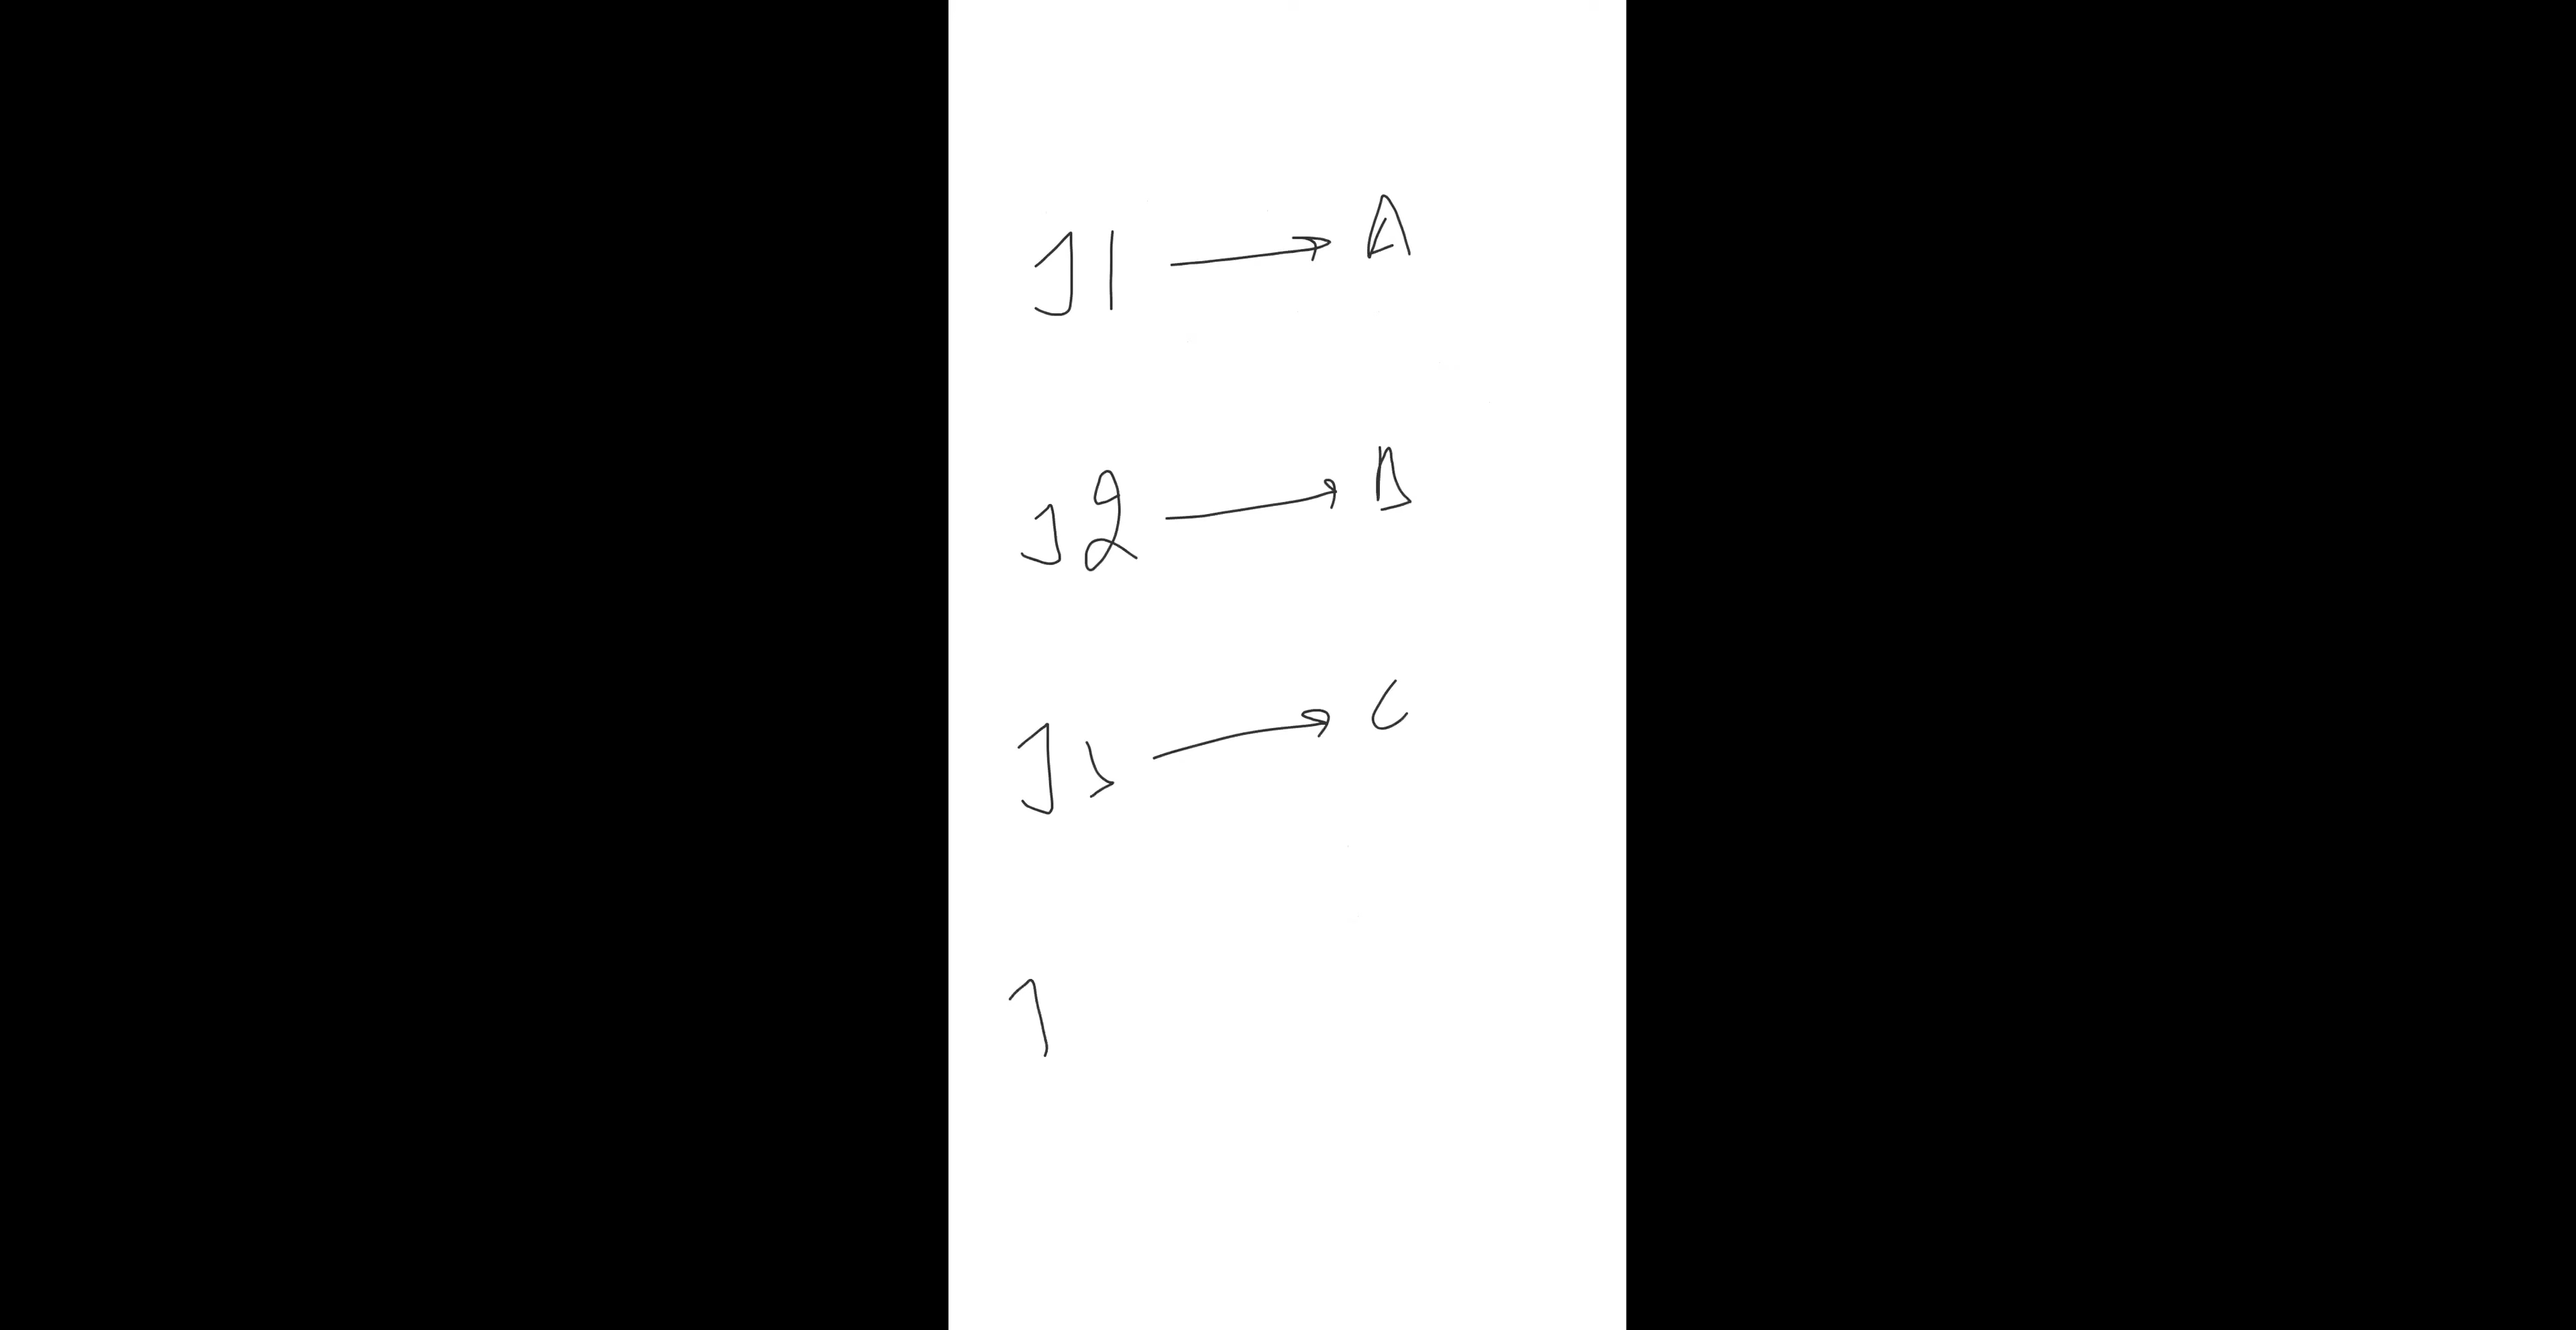 J1 → A
J2 → B
J3 → C